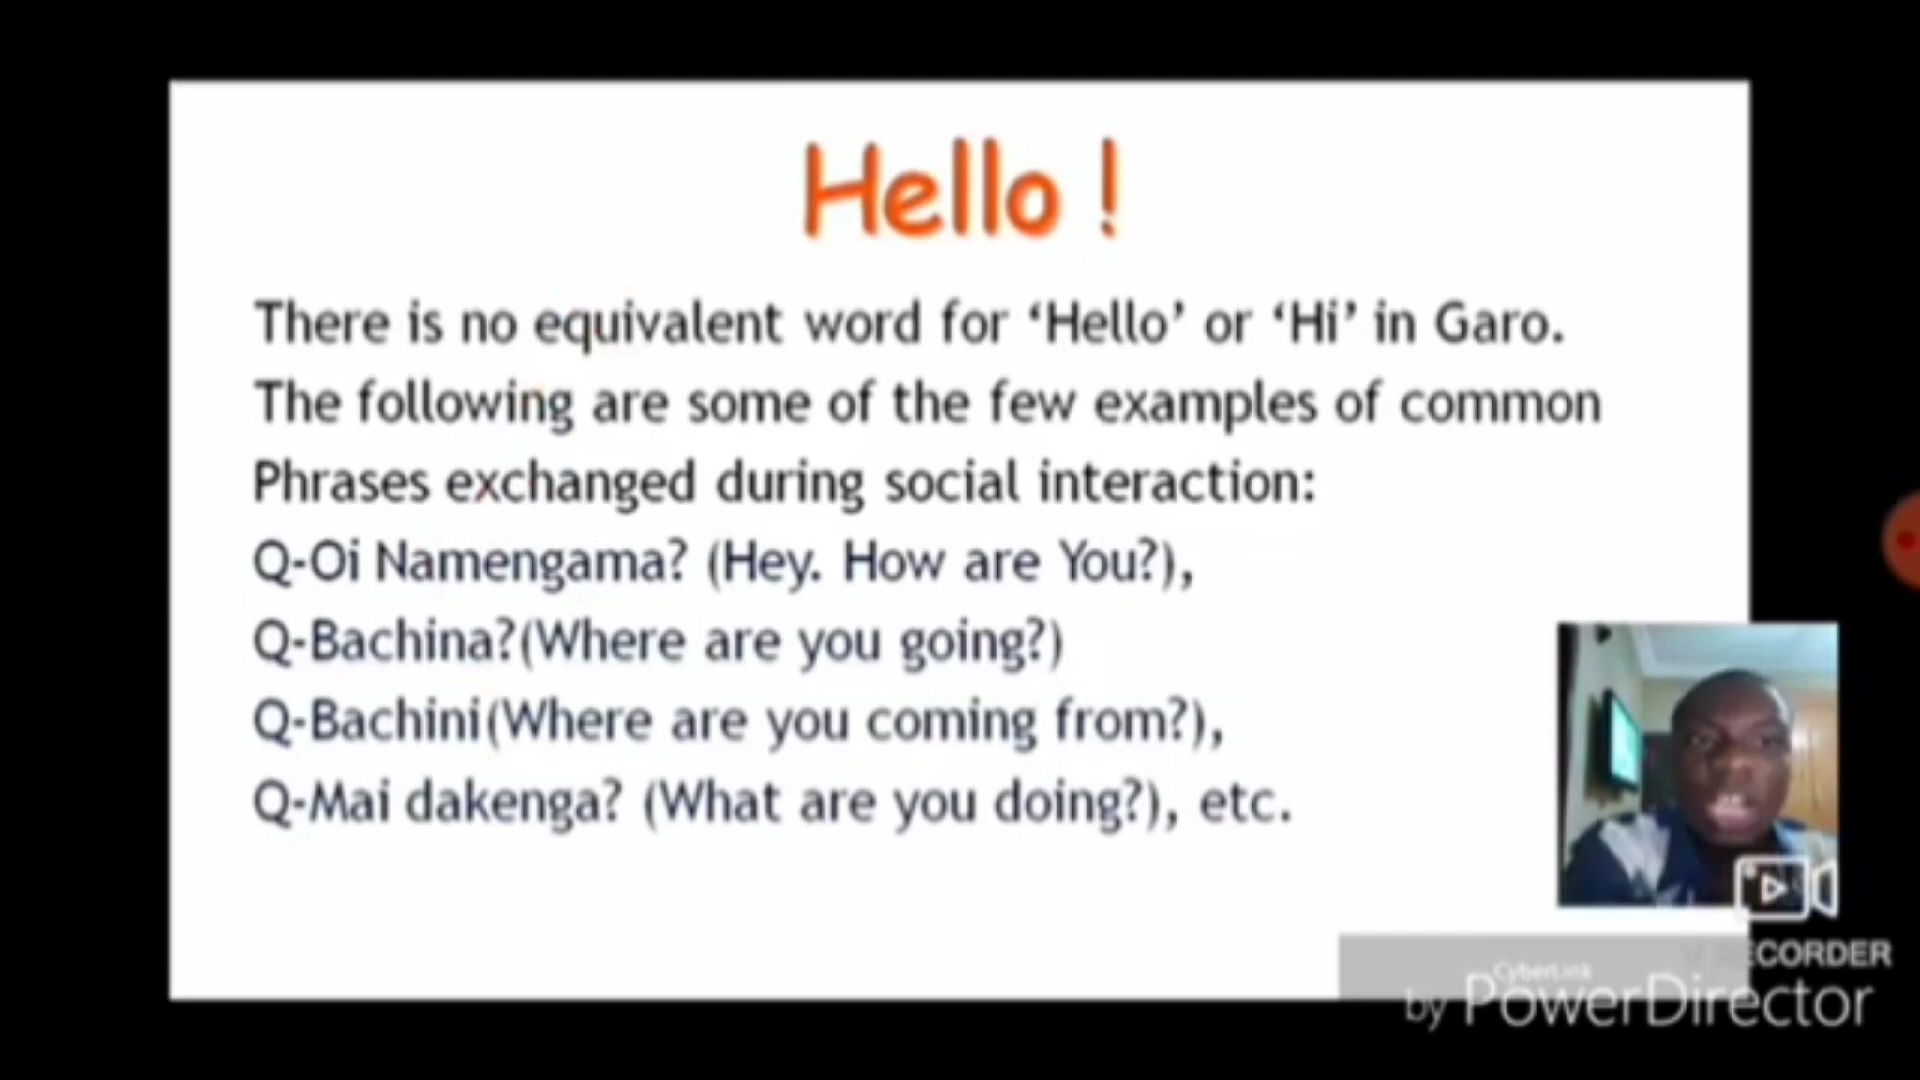 Hello !
There is no equivalent word for ‘Hello’ or ‘Hi’ in Garo.
The following are some of the few examples of common
Phrases exchanged during social interaction:
Q-Oi Namengama? (Hey. How are You?),
Q-Bachina?(Where are you going?)
Q-Bachini(Where are you coming from?),
Q-Mai dakenga? (What are you doing?), etc.
RECORDER
CyberLink
by PowerDirector